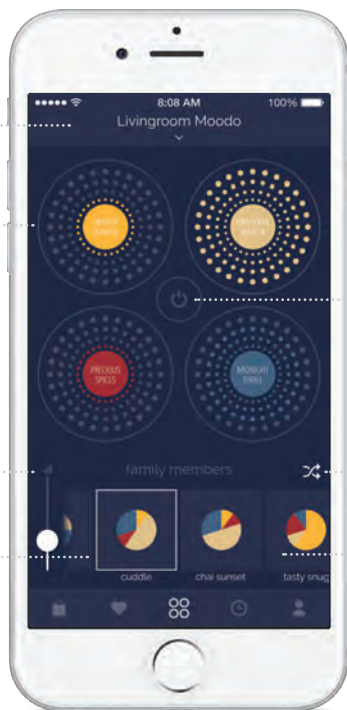 8:08 AM
100%
Livingroom Moodo
PRECIOUS
SPICES
MIDNIGHT
THRILL
family members
cuddle
chai sunset
tasty snug